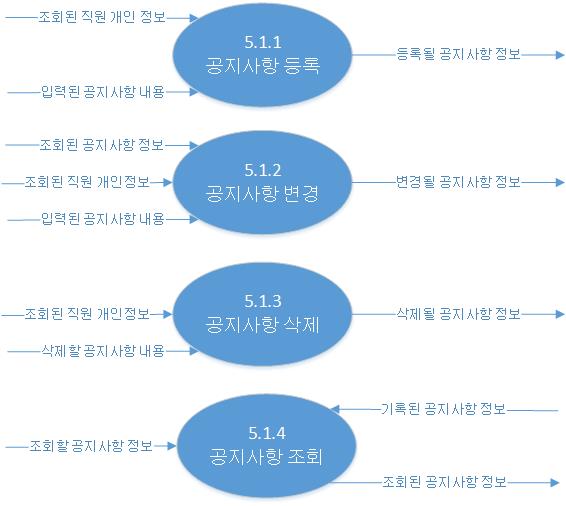 조회된 직원 개인 정보
입력된 공지사항 내용
5.1.1
공지사항 등록
등록될 공지사항 정보
조회된 공지사항 정보
조회된 직원 개인정보
입력된 공지사항 내용
5.1.2
공지사항 변경
변경될 공지사항 정보
조회된 직원 개인정보
삭제할 공지사항 내용
5.1.3
공지사항 삭제
삭제될 공지사항 정보
조회할 공지사항 정보
5.1.4
공지사항 조회
기록된 공지사항 정보
조회된 공지사항 정보